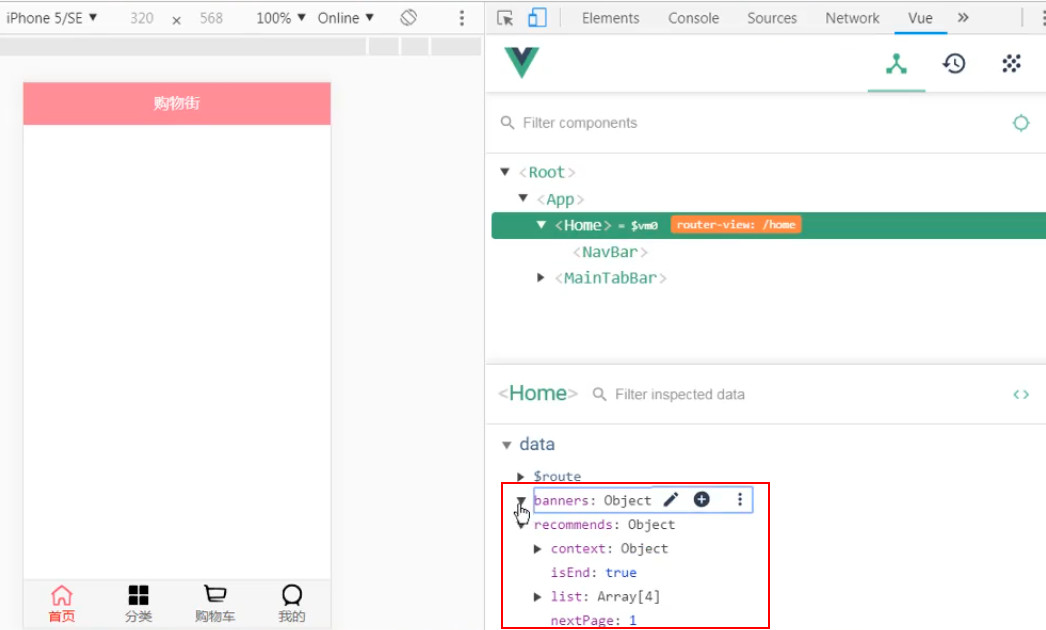 iPhone 5/SE ▼ 320 × 568 100% ▼ Online ▼
Elements Console Sources Network Vue »
购物街
Filter components
▼ <Root>
▼ <App>
▼ <Home> = $vm0 router-view: /home
<NavBar>
▶ <MainTabBar>
<Home> Filter inspected data <>
▼ data
▶ $route
▼ banners: Object
▼ recommends: Object
▶ context: Object
isEnd: true
▶ list: Array[4]
nextPage: 1
首页 分类 购物车 我的